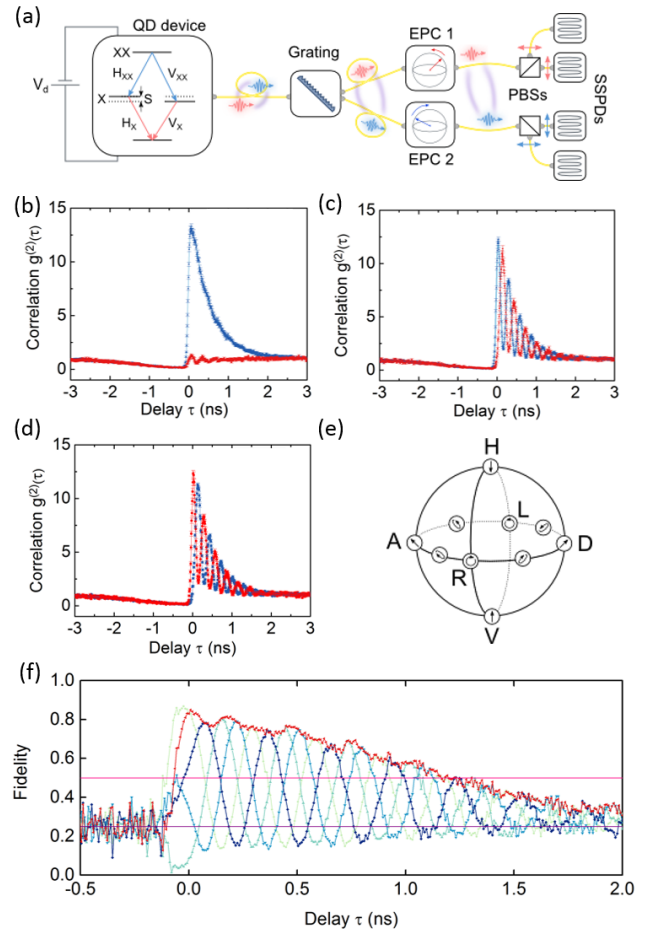 (a)
QD device
XX
H_XX
V_XX
X
S
H_X
V_X
V_d
Grating
EPC 1
EPC 2
PBSs
SSPDs
(b)
Correlation g^(2)(τ)
15
10
5
0
-3 -2 -1 0 1 2 3
Delay τ (ns)
(c)
Correlation g^(2)(τ)
15
10
5
0
-3 -2 -1 0 1 2 3
Delay τ (ns)
(d)
Correlation g^(2)(τ)
15
10
5
0
-3 -2 -1 0 1 2 3
Delay τ (ns)
(e)
H
L
A
D
R
V
(f)
Fidelity
1.0
0.8
0.6
0.4
0.2
0.0
-0.5 0.0 0.5 1.0 1.5 2.0
Delay τ (ns)